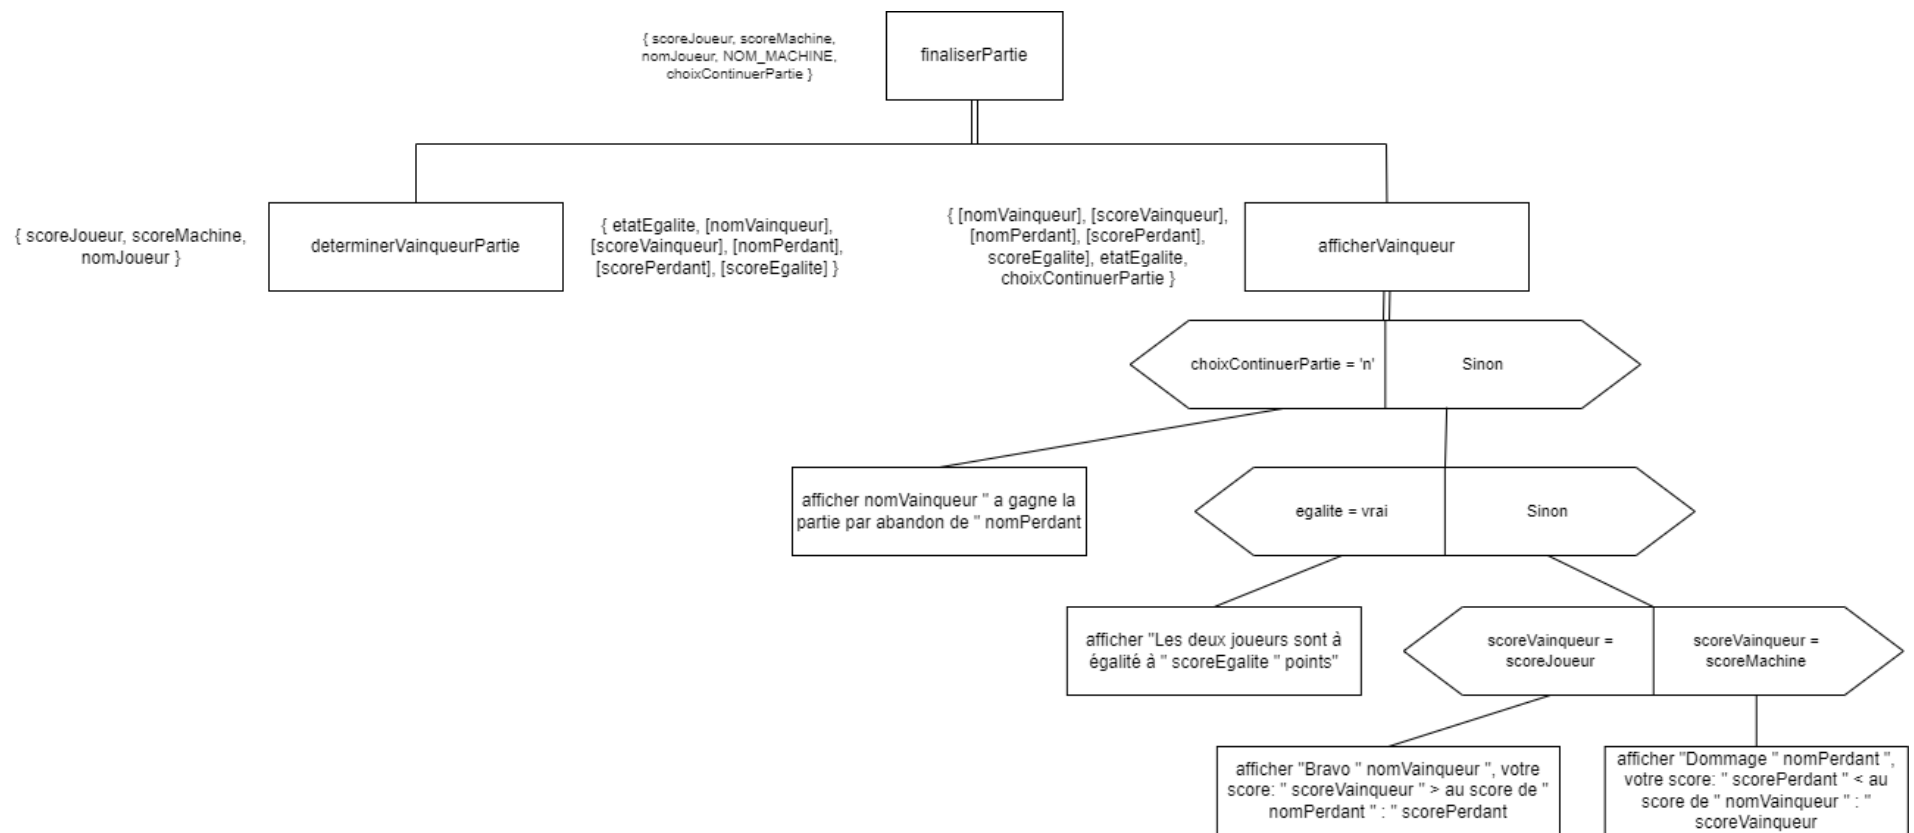 { scoreJoueur, scoreMachine,
nomJoueur, NOM_MACHINE,
choixContinuerPartie }
finaliserPartie
{ scoreJoueur, scoreMachine,
nomJoueur }
determinerVainqueurPartie
{ etatEgalite, [nomVainqueur],
[scoreVainqueur], [nomPerdant],
[scorePerdant], [scoreEgalite] }
{ [nomVainqueur], [scoreVainqueur],
[nomPerdant], [scorePerdant],
scoreEgalite], etatEgalite,
choixContinuerPartie }
afficherVainqueur
choixContinuerPartie = 'n'
Sinon
afficher nomVainqueur " a gagne la
partie par abandon de " nomPerdant
egalite = vrai
Sinon
afficher "Les deux joueurs sont à
égalité à " scoreEgalite " points"
scoreVainqueur =
scoreJoueur
scoreVainqueur =
scoreMachine
afficher "Bravo " nomVainqueur ", votre
score: " scoreVainqueur " > au score de "
nomPerdant " : " scorePerdant
afficher "Dommage " nomPerdant ",
votre score: " scorePerdant " < au
score de " nomVainqueur " : "
scoreVainqueur